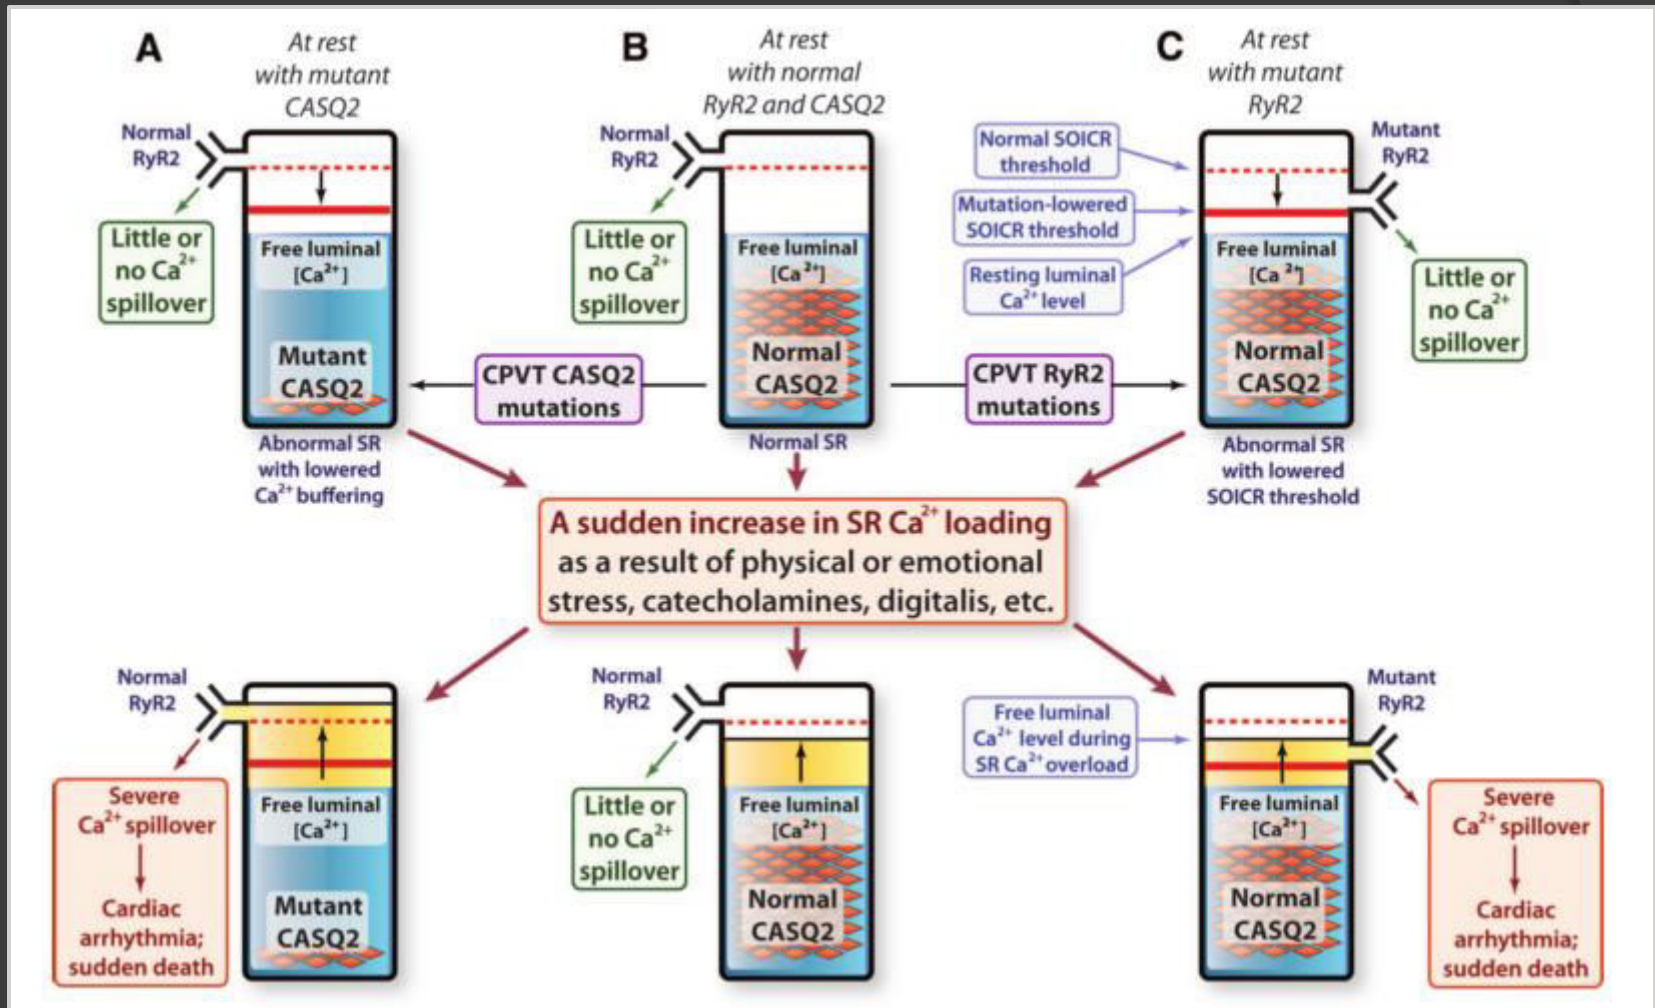 A
At rest
with mutant
CASQ2
B
At rest
with normal
RyR2 and CASQ2
C
At rest
with mutant
RyR2
Normal
RyR2
Little or
no Ca²⁺
spillover
Free luminal
[Ca²⁺]
Mutant
CASQ2
Abnormal SR
with lowered
Ca²⁺ buffering
CPVT CASQ2
mutations
Normal
RyR2
Little or
no Ca²⁺
spillover
Free luminal
[Ca²⁺]
Normal
CASQ2
Normal SR
CPVT RyR2
mutations
Normal SOICR
threshold
Mutation-lowered
SOICR threshold
Resting luminal
Ca²⁺ level
Mutant
RyR2
Free luminal
[Ca²⁺]
Normal
CASQ2
Little or
no Ca²⁺
spillover
Abnormal SR
with lowered
SOICR threshold
A sudden increase in SR Ca²⁺ loading
as a result of physical or emotional
stress, catecholamines, digitalis, etc.
Normal
RyR2
Severe
Ca²⁺ spillover
Cardiac
arrhythmia;
sudden death
Free luminal
[Ca²⁺]
Mutant
CASQ2
Normal
RyR2
Little or
no Ca²⁺
spillover
Free luminal
[Ca²⁺]
Normal
CASQ2
Free luminal
Ca²⁺ level during
SR Ca²⁺ overload
Mutant
RyR2
Free luminal
[Ca²⁺]
Normal
CASQ2
Severe
Ca²⁺ spillover
Cardiac
arrhythmia;
sudden death